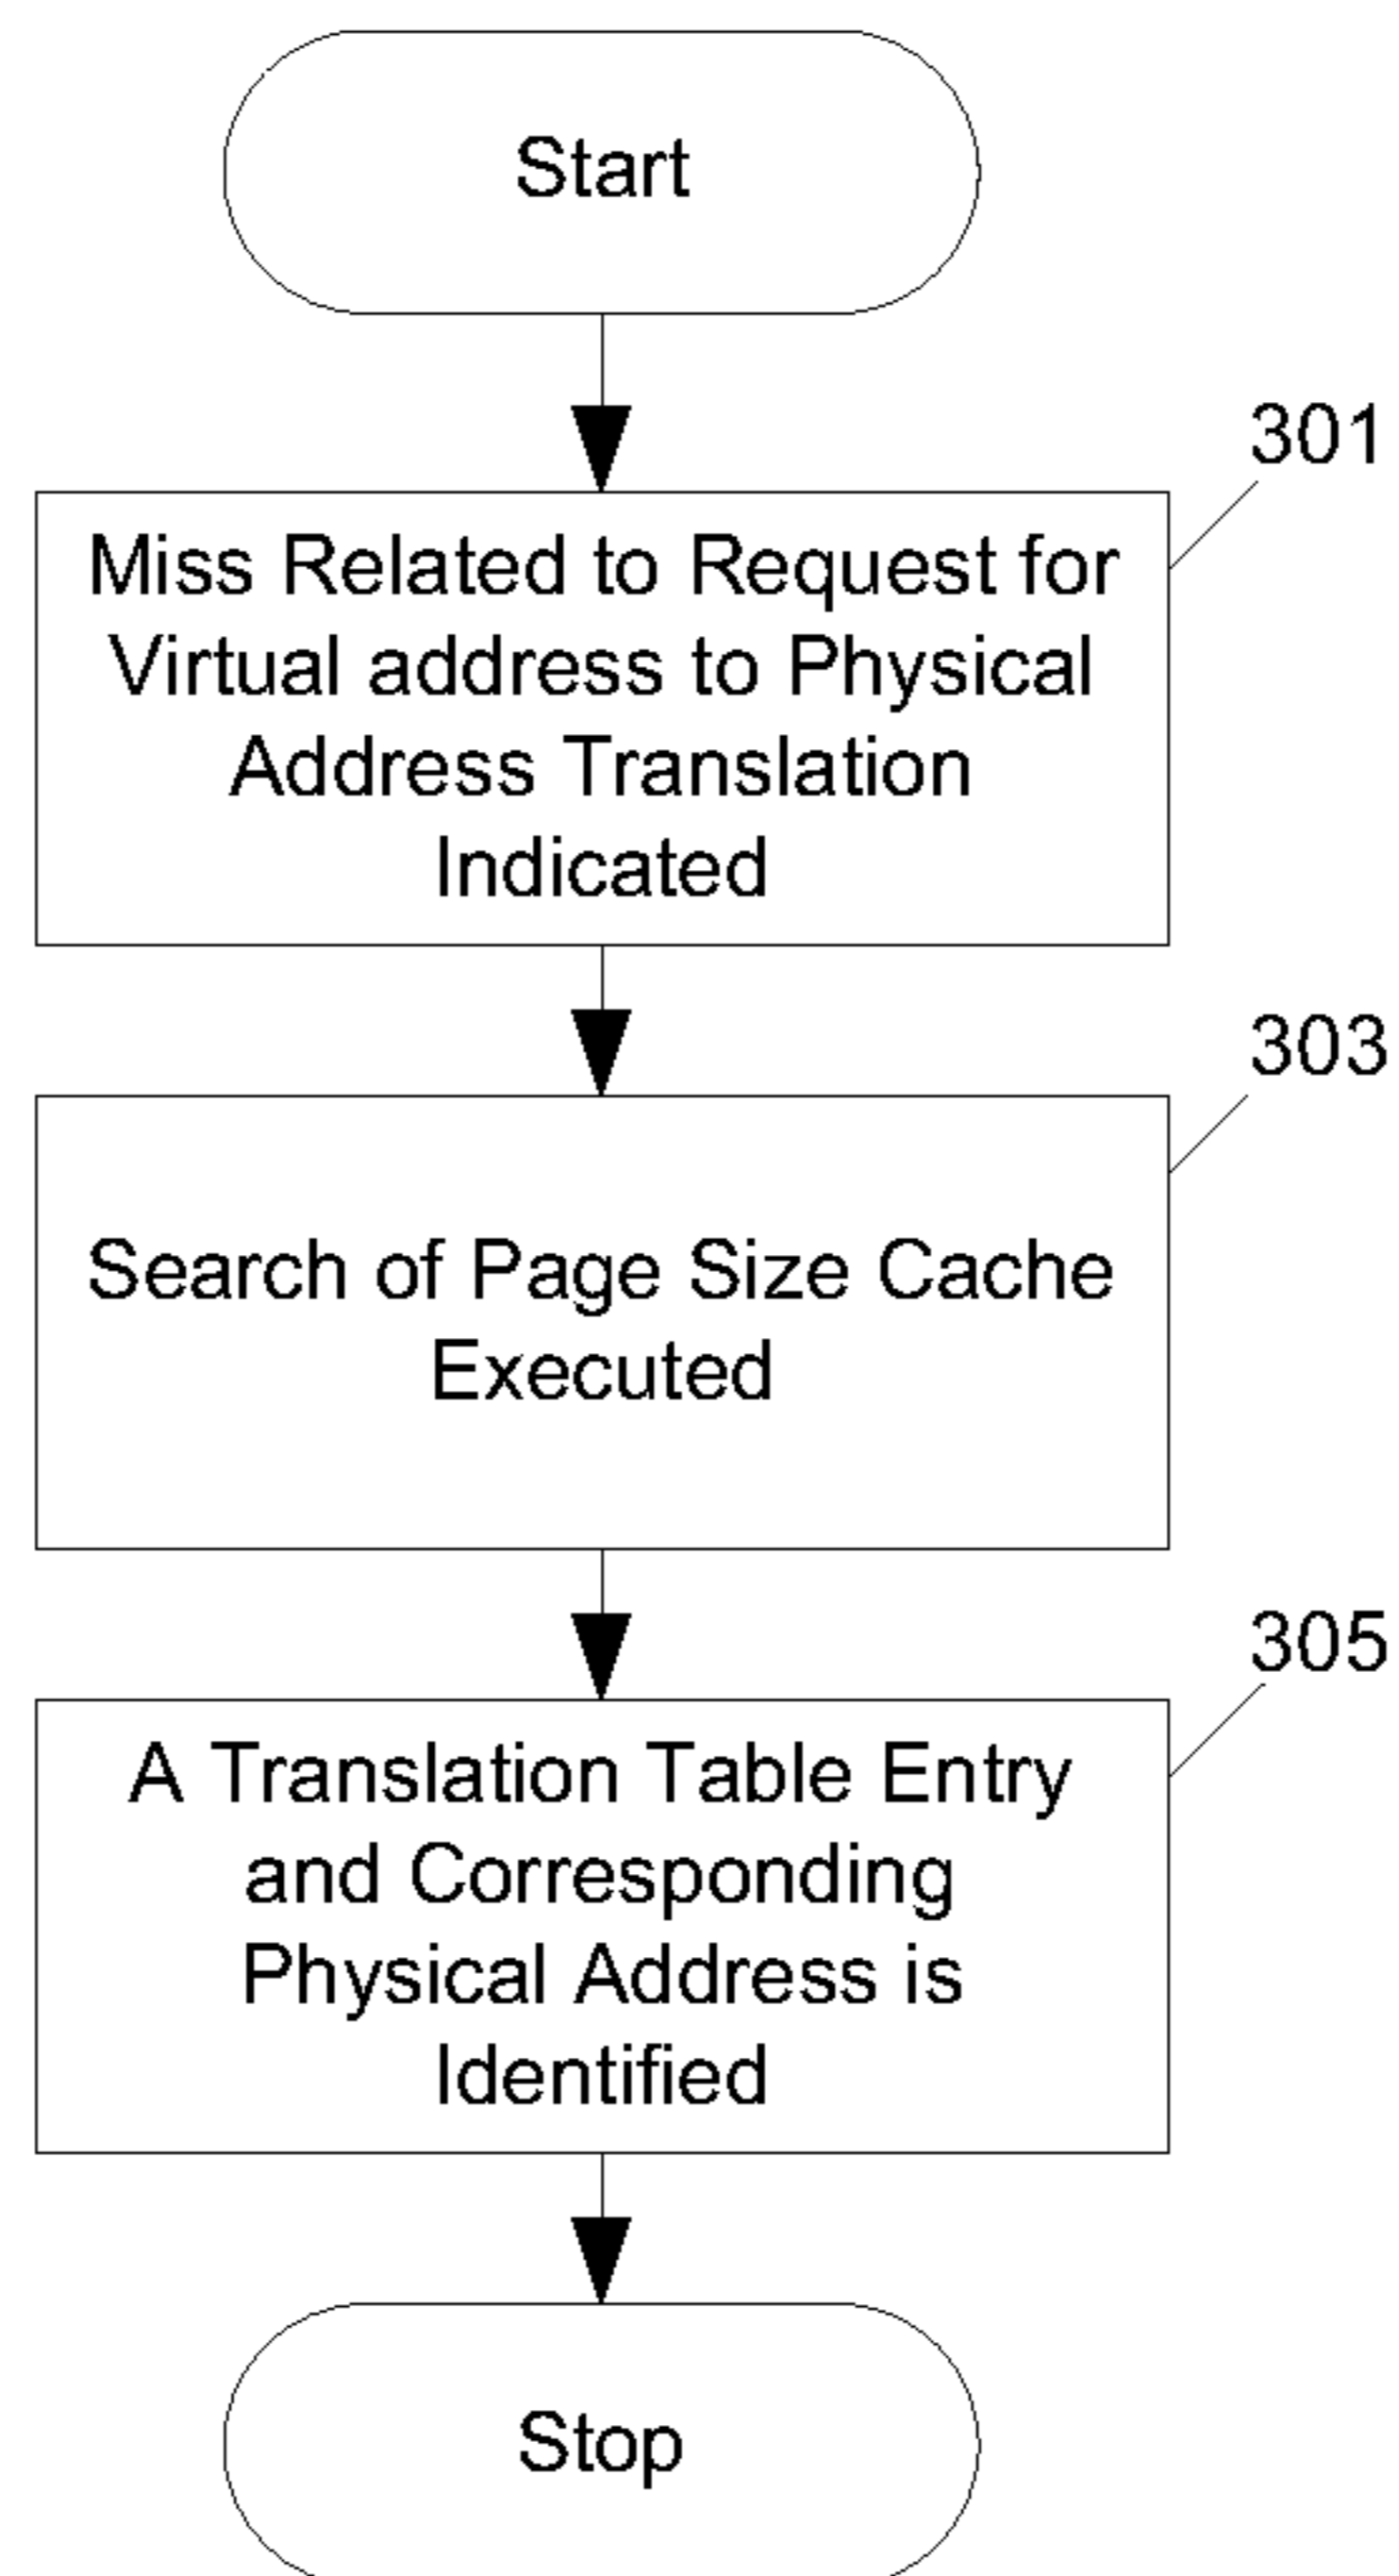 Start
301
Miss Related to Request for
Virtual address to Physical
Address Translation
Indicated
303
Search of Page Size Cache
Executed
305
A Translation Table Entry
and Corresponding
Physical Address is
Identified
Stop